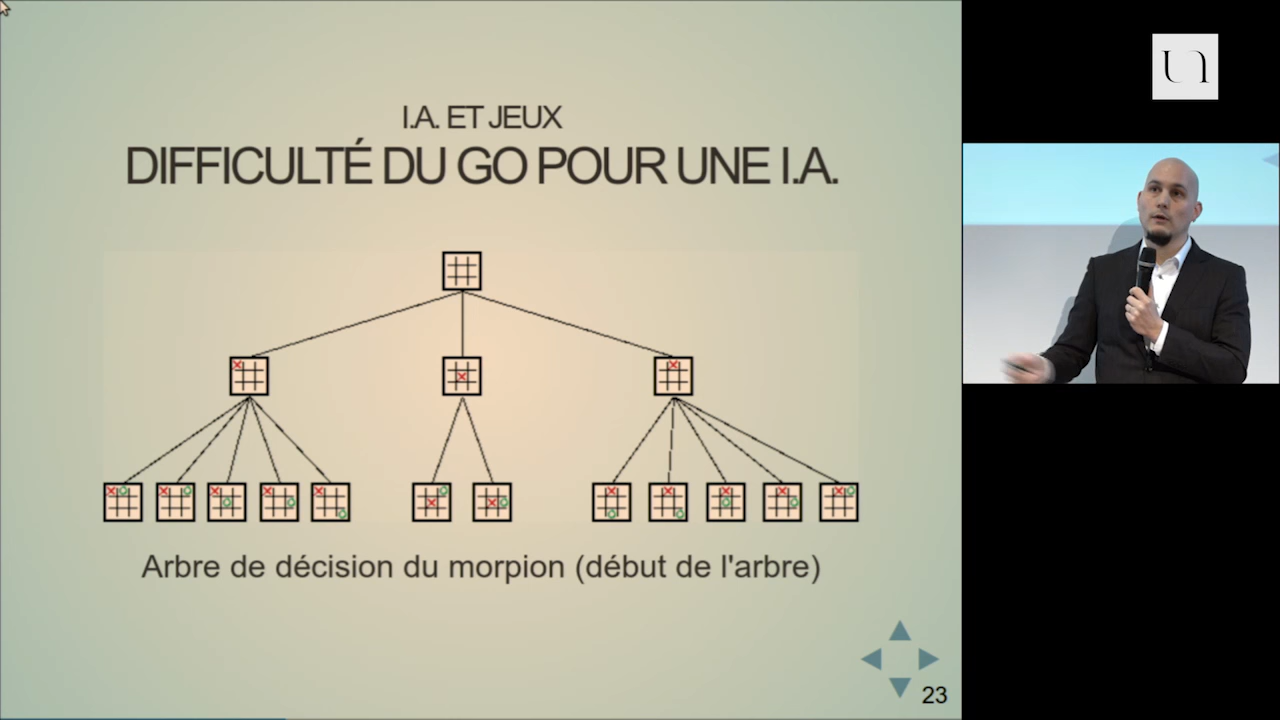 I.A. ET JEUX
DIFFICULTÉ DU GO POUR UNE I.A.
Arbre de décision du morpion (début de l'arbre)
23